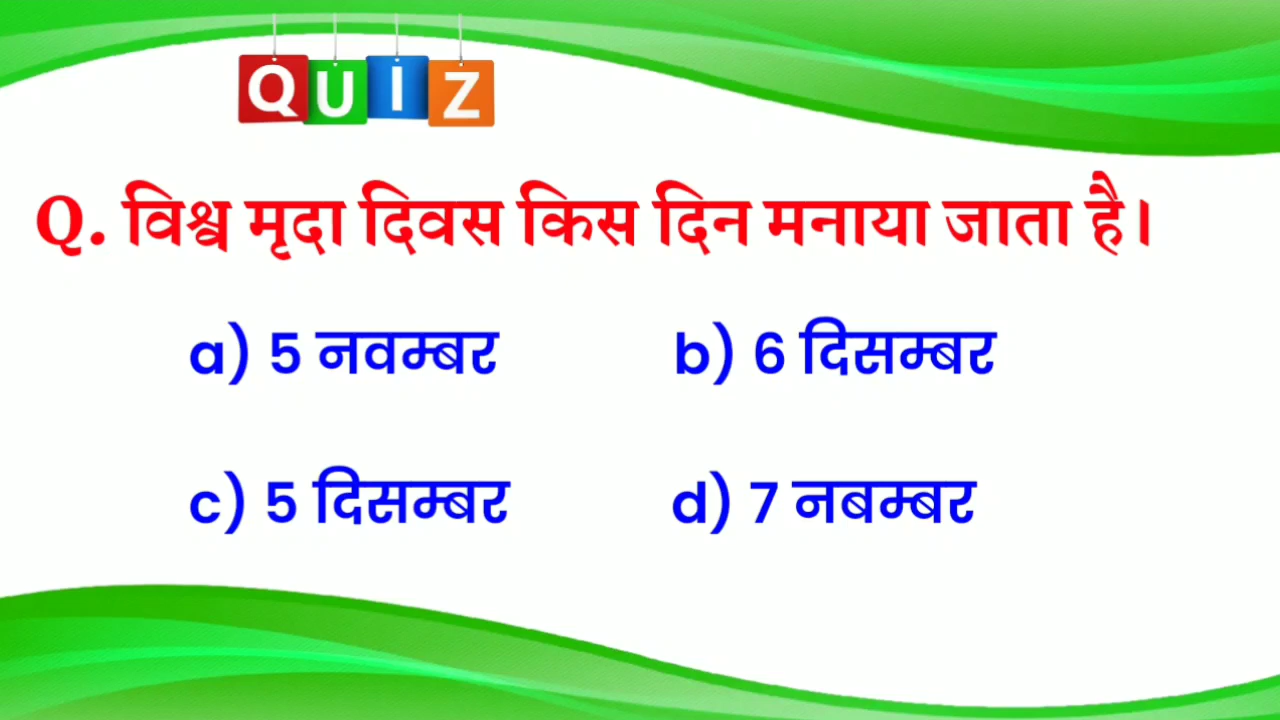 QUIZ
Q. विश्व मृदा दिवस किस दिन मनाया जाता है।
a) 5 नवम्बर b) 6 दिसम्बर
c) 5 दिसम्बर d) 7 नबम्बर